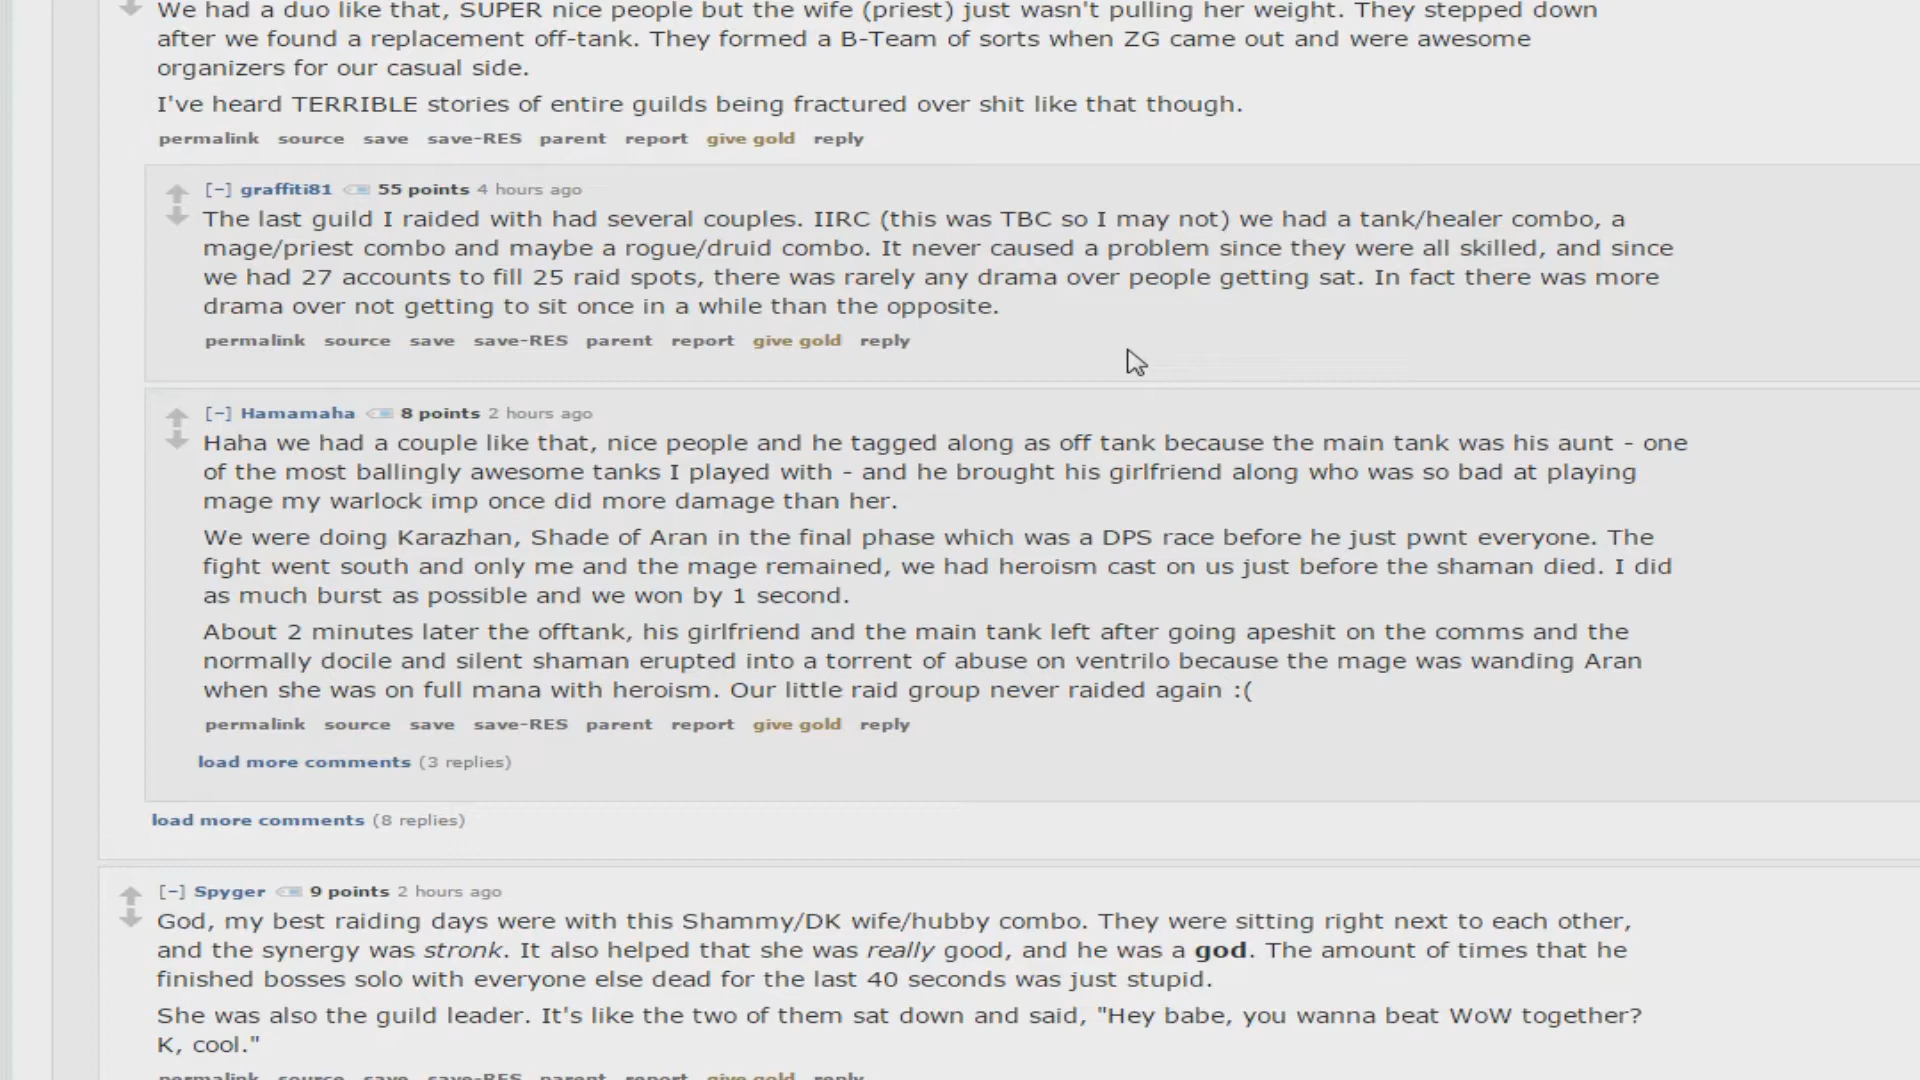 We had a duo like that, SUPER nice people but the wife (priest) just wasn't pulling her weight. They stepped down
after we found a replacement off-tank. They formed a B-Team of sorts when ZG came out and were awesome
organizers for our casual side.
I've heard TERRIBLE stories of entire guilds being fractured over shit like that though.
permalink source save save-RES parent report give gold reply
[-] graffiti81 55 points 4 hours ago
The last guild I raided with had several couples. IIRC (this was TBC so I may not) we had a tank/healer combo, a
mage/priest combo and maybe a rogue/druid combo. It never caused a problem since they were all skilled, and since
we had 27 accounts to fill 25 raid spots, there was rarely any drama over people getting sat. In fact there was more
drama over not getting to sit once in a while than the opposite.
permalink source save save-RES parent report give gold reply
[-] Hamamaha 8 points 2 hours ago
Haha we had a couple like that, nice people and he tagged along as off tank because the main tank was his aunt - one
of the most ballingly awesome tanks I played with - and he brought his girlfriend along who was so bad at playing
mage my warlock imp once did more damage than her.
We were doing Karazhan, Shade of Aran in the final phase which was a DPS race before he just pwnt everyone. The
fight went south and only me and the mage remained, we had heroism cast on us just before the shaman died. I did
as much burst as possible and we won by 1 second.
About 2 minutes later the offtank, his girlfriend and the main tank left after going apeshit on the comms and the
normally docile and silent shaman erupted into a torrent of abuse on ventrilo because the mage was wanding Aran
when she was on full mana with heroism. Our little raid group never raided again :(
permalink source save save-RES parent report give gold reply
load more comments (3 replies)
load more comments (8 replies)
[-] Spyger 9 points 2 hours ago
God, my best raiding days were with this Shammy/DK wife/hubby combo. They were sitting right next to each other,
and the synergy was stronk. It also helped that she was really good, and he was a god. The amount of times that he
finished bosses solo with everyone else dead for the last 40 seconds was just stupid.
She was also the guild leader. It's like the two of them sat down and said, "Hey babe, you wanna beat WoW together?
K, cool."
permalink source save save-RES parent report give gold reply